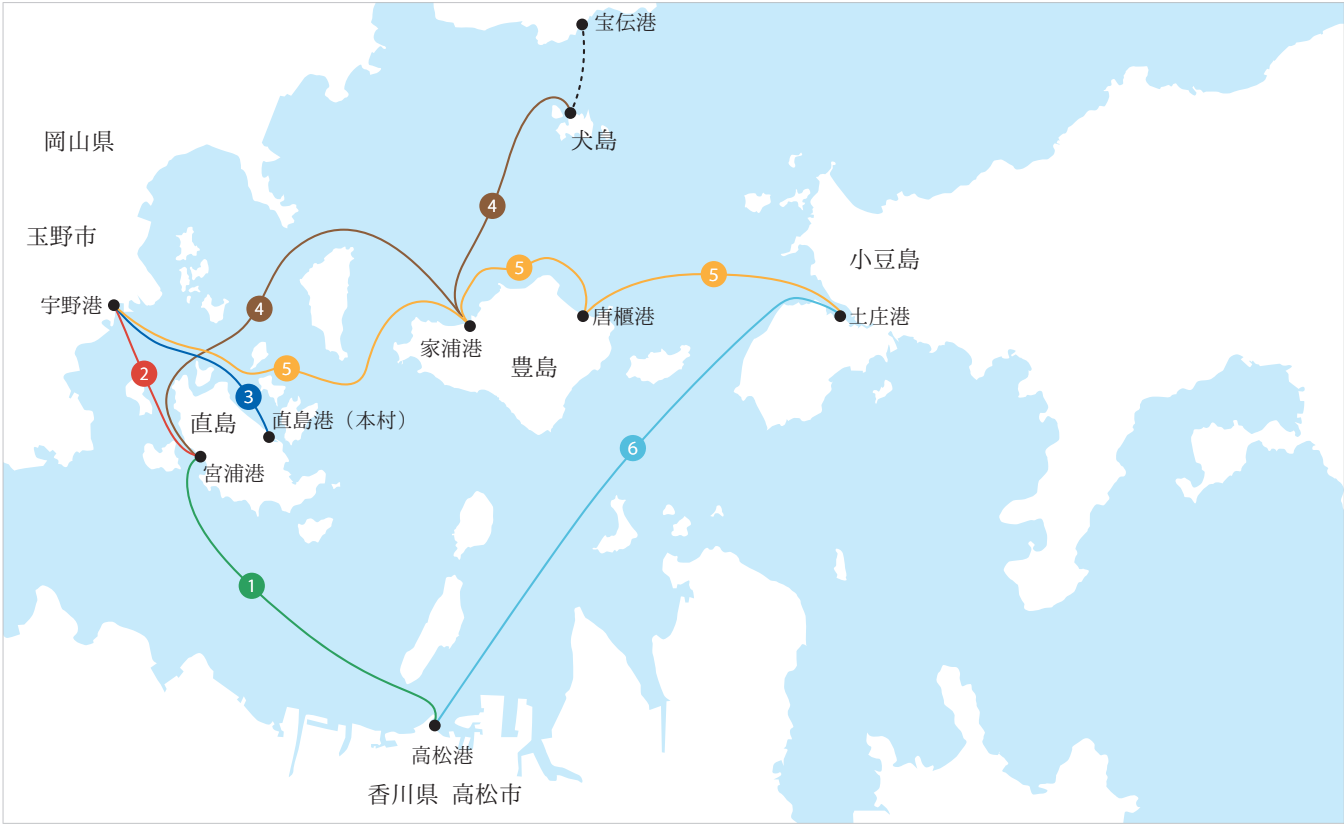 宝伝港
岡山県
犬島
4
玉野市
小豆島
5
5
宇野港
4
唐櫃港
土庄港
家浦港
豊島
5
2
3
直島
直島港（本村）
6
宮浦港
1
高松港
香川県 高松市